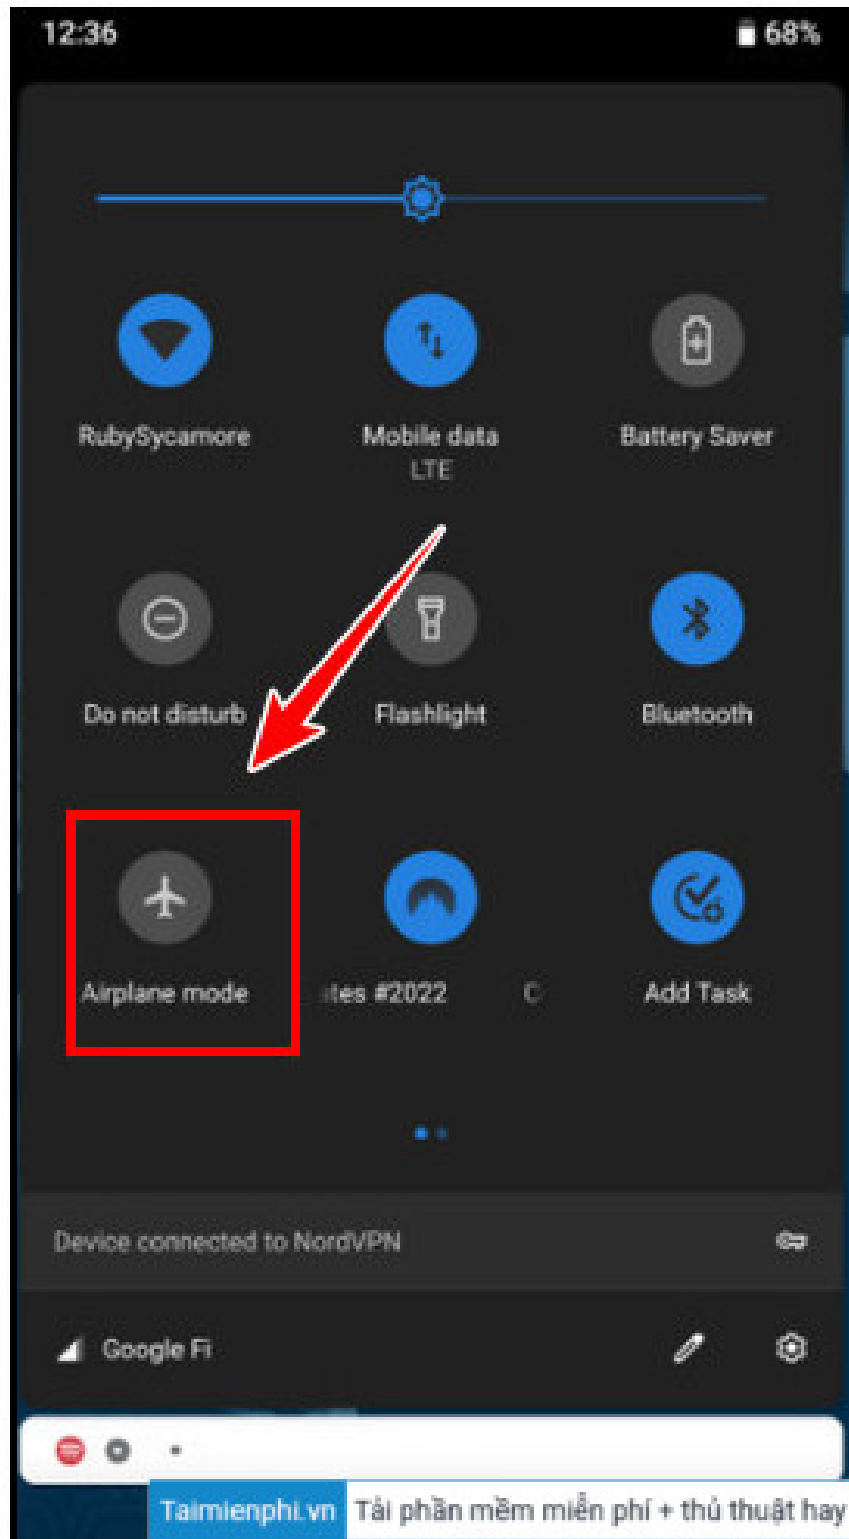 12:36 68%
RubySycamore Mobile data Battery Saver
LTE
Do not disturb Flashlight Bluetooth
Airplane mode #2022 Add Task
Device connected to NordVPN
Google Fi
Taimienphi.vn Tải phần mềm miễn phí + thủ thuật hay